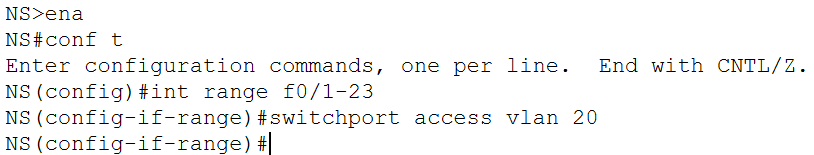 NS>ena
NS#conf t
Enter configuration commands, one per line.  End with CNTL/Z.
NS(config)#int range f0/1-23
NS(config-if-range)#switchport access vlan 20
NS(config-if-range)#